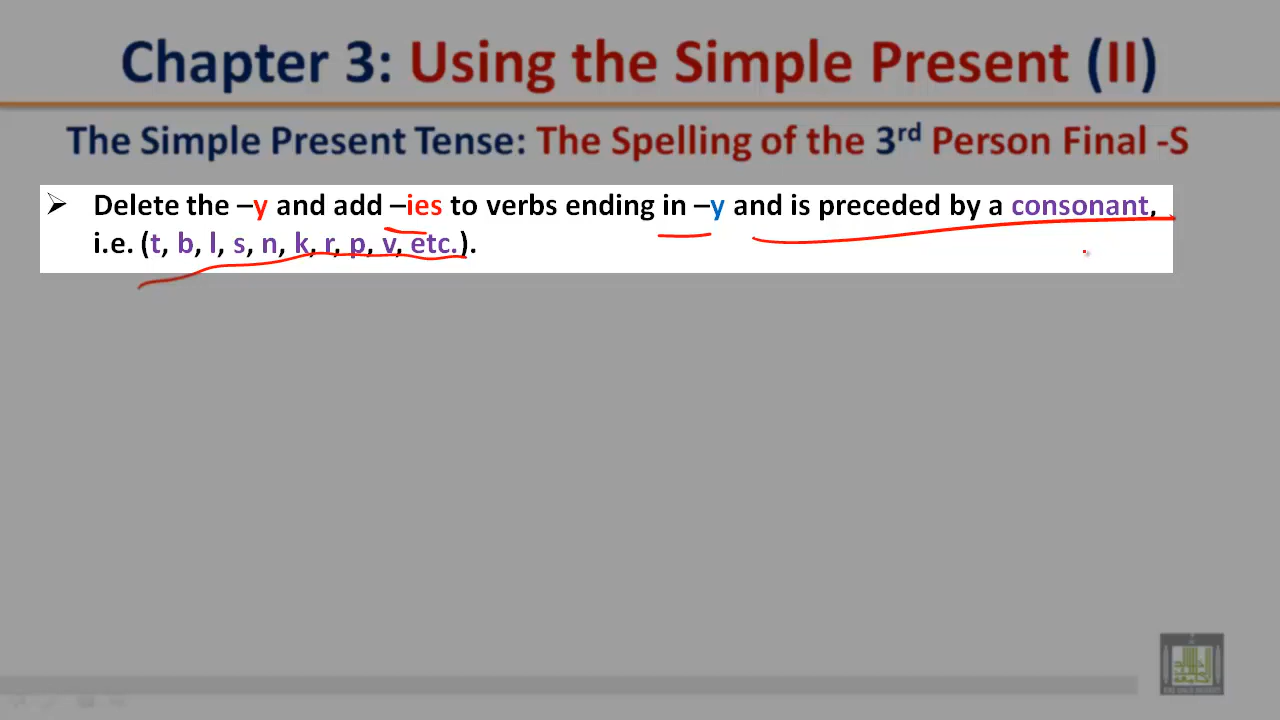 Chapter 3: Using the Simple Present (II)
The Simple Present Tense: The Spelling of the 3rd Person Final -S
➢ Delete the –y and add –ies to verbs ending in –y and is preceded by a consonant,
i.e. (t, b, l, s, n, k, r, p, v, etc.).